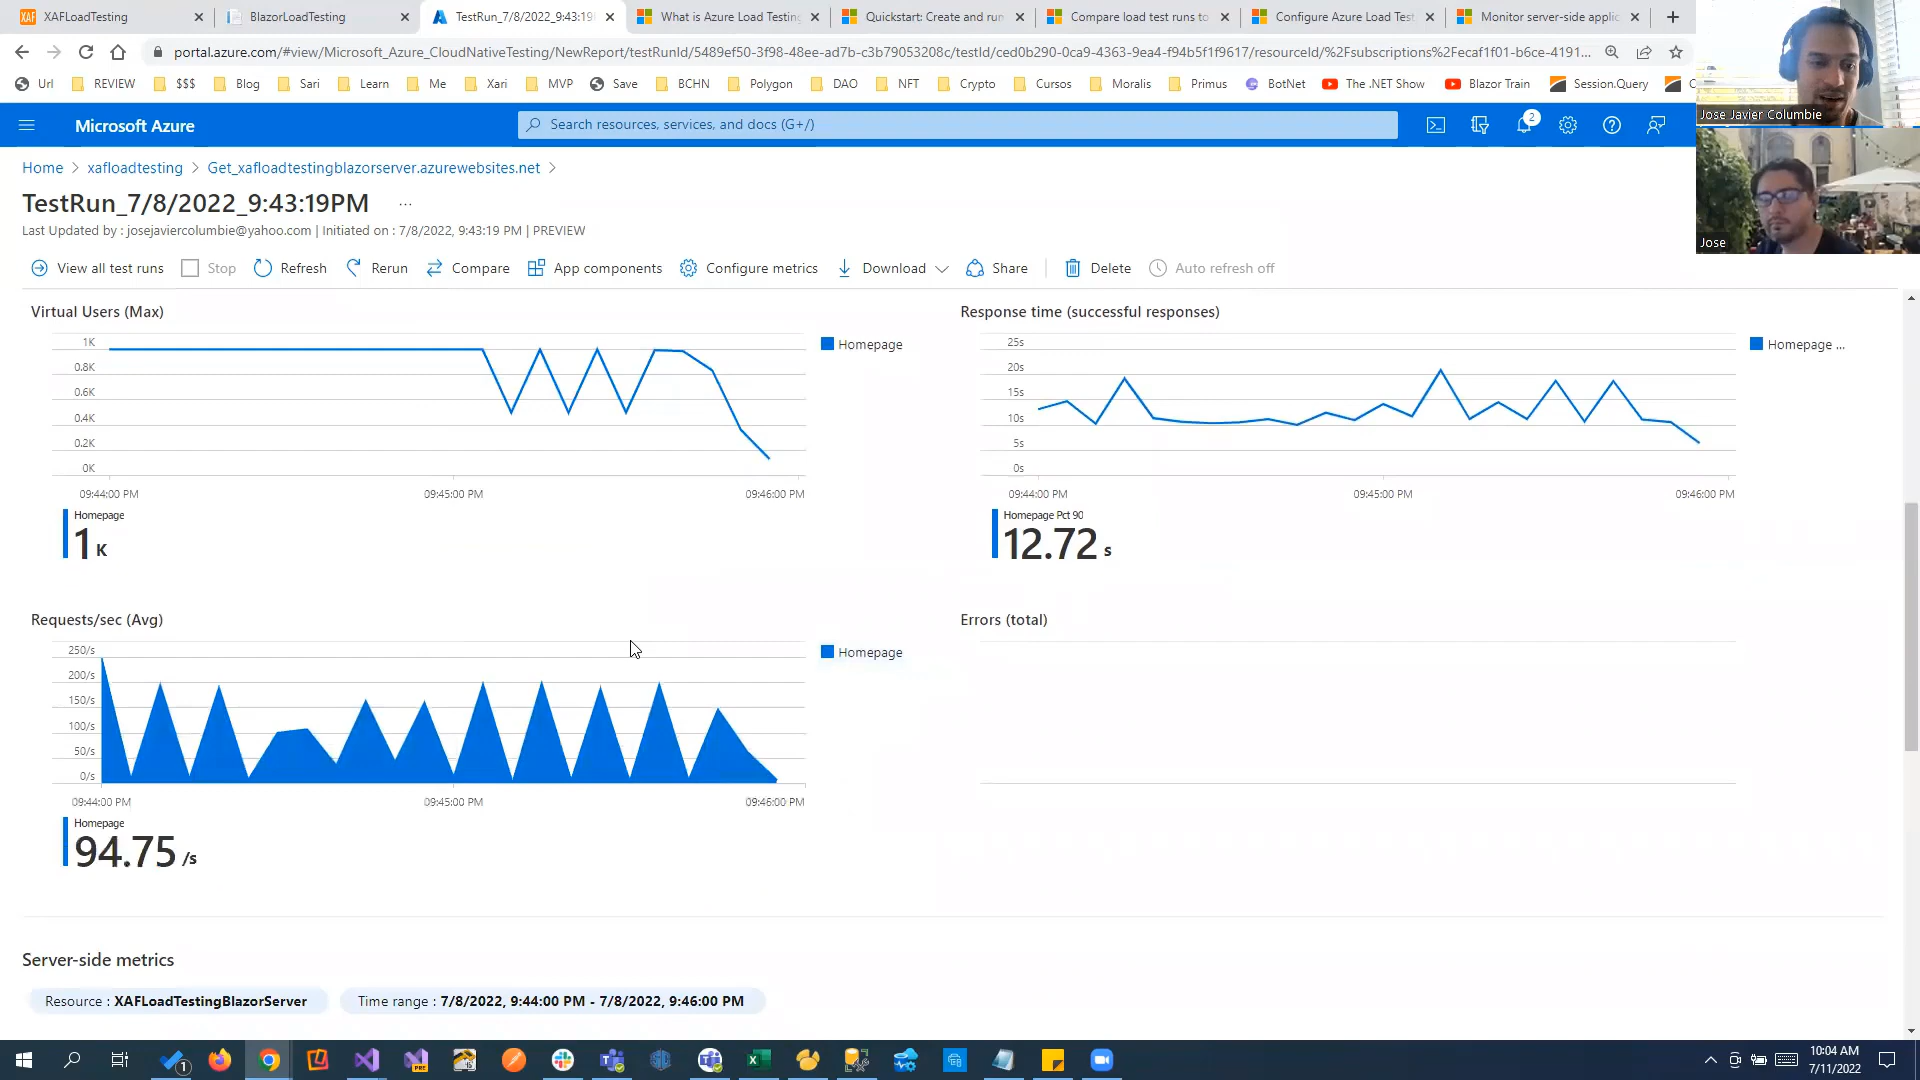 XAFLoadTesting
BlazorLoadTesting
TestRun_7/8/2022_9:43:19
What is Azure Load Testing
Quickstart: Create and run
Compare load test runs to
Configure Azure Load Test
Monitor server-side applic
portal.azure.com/#view/Microsoft_Azure_CloudNativeTesting/NewReport/testRunId/5489ef50-3f98-48ee-ad7b-c3b79053208c/testId/ced0b290-0ca9-4363-9ea4-f94b5f1f9617/resourceId/%2Fsubscriptions%2Fecaf1f01-b6ce-4191...
Url REVIEW $$$ Blog Sari Learn Me Xari MVP Save BCHN Polygon DAO NFT Crypto Cursos Moralis Primus BotNet The .NET Show Blazor Train Session.Query
Jose Javier Columbie
Microsoft Azure
Search resources, services, and docs (G+/)
2
Home > xafloadtesting > Get_xafloadtestingblazorserver.azurewebsites.net >
TestRun_7/8/2022_9:43:19PM ...
Last Updated by : josejaviercolumbie@yahoo.com | Initiated on : 7/8/2022, 9:43:19 PM | PREVIEW
Jose
View all test runs Stop Refresh Rerun Compare App components Configure metrics Download Share Delete Auto refresh off
Virtual Users (Max)
1K
0.8K
0.6K
0.4K
0.2K
0K
09:44:00 PM 09:45:00 PM 09:46:00 PM
Homepage
Homepage
1 K
Response time (successful responses)
25s
20s
15s
10s
5s
0s
09:44:00 PM 09:45:00 PM 09:46:00 PM
Homepage ...
Homepage Pct 90
12.72 s
Requests/sec (Avg)
250/s
200/s
150/s
100/s
50/s
0/s
09:44:00 PM 09:45:00 PM 09:46:00 PM
Homepage
Homepage
94.75 /s
Errors (total)
Server-side metrics
Resource : XAFLoadTestingBlazorServer
Time range : 7/8/2022, 9:44:00 PM - 7/8/2022, 9:46:00 PM
1
PRE
10:04 AM
7/11/2022